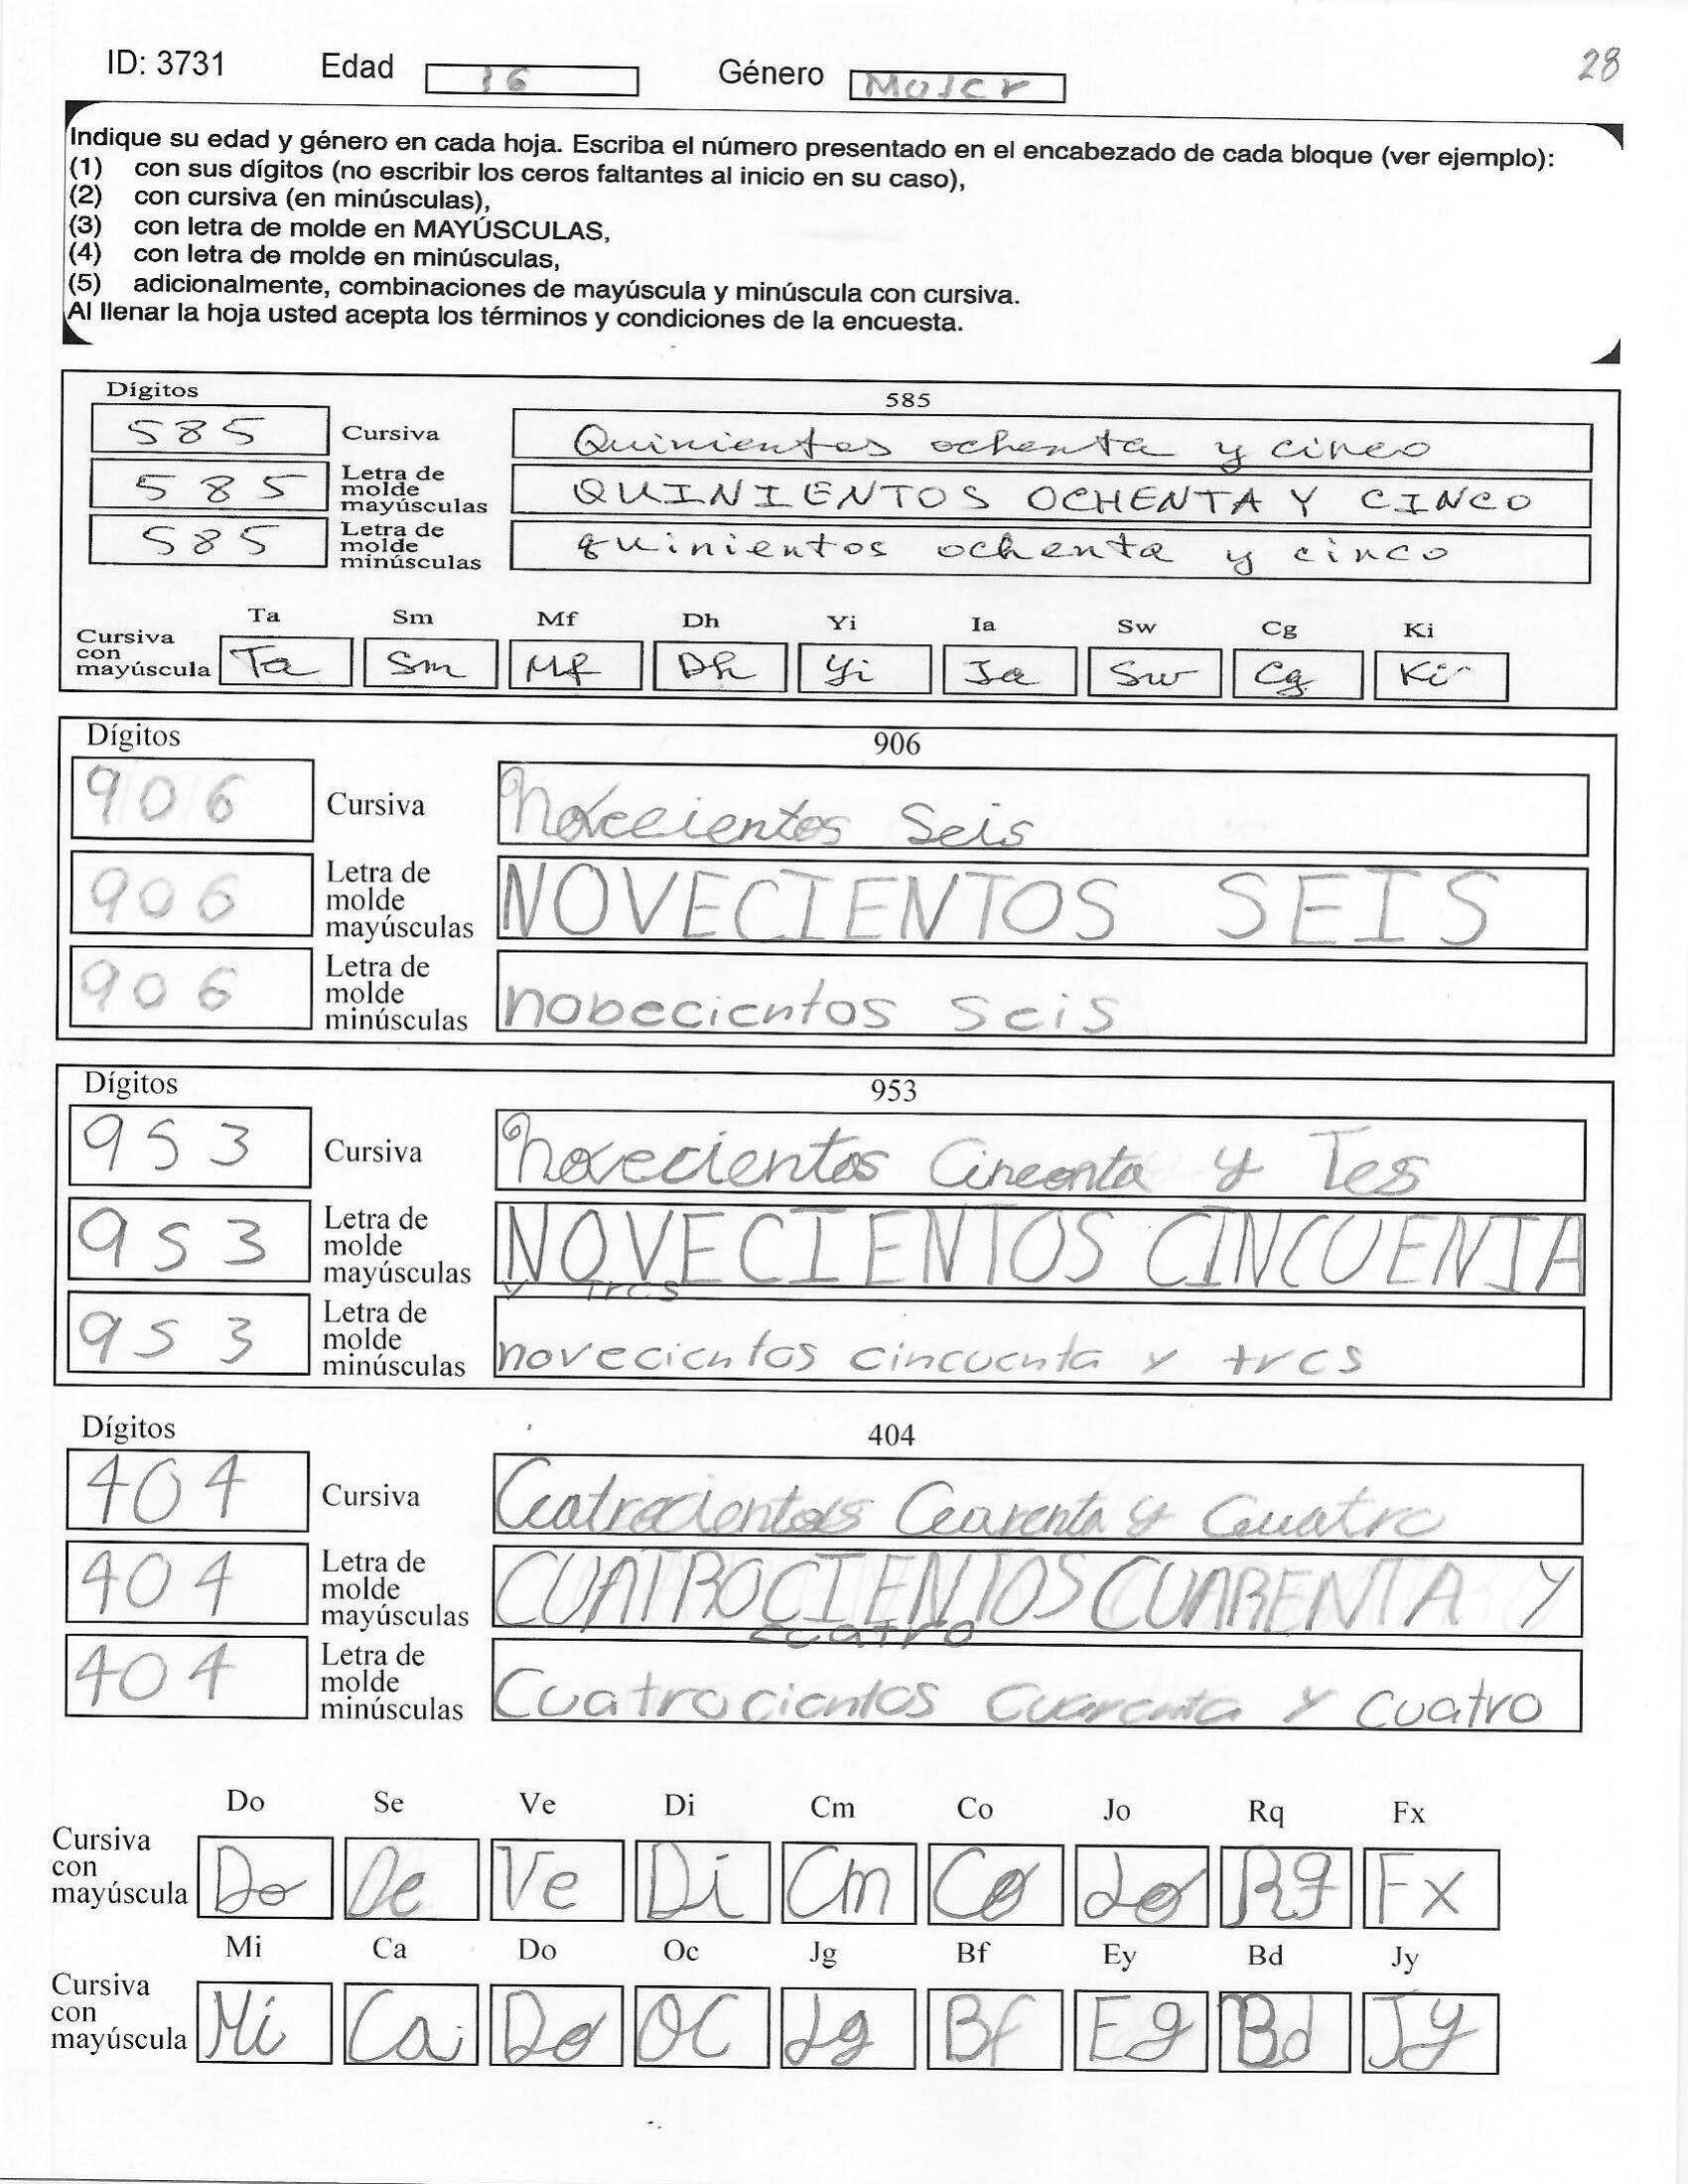 ID: 3731 Edad 16 Género MUJER 28
Indique su edad y género en cada hoja. Escriba el número presentado en el encabezado de cada bloque (ver ejemplo):
(1) con sus dígitos (no escribir los ceros faltantes al inicio en su caso),
(2) con cursiva (en minúsculas),
(3) con letra de molde en MAYÚSCULAS,
(4) con letra de molde en minúsculas,
(5) adicionalmente, combinaciones de mayúscula y minúscula con cursiva.
Al llenar la hoja usted acepta los términos y condiciones de la encuesta.
Dígitos 585
585 Cursiva Quinientos ochenta y cinco
585 Letra de molde mayúsculas QUINIENTOS OCHENTA Y CINCO
585 Letra de molde minúsculas quinientos ochenta y cinco
Ta Sm Mf Dh Yi Ia Sw Cg Ki
Cursiva con mayúscula Ta Sm Mf Dh Yi Ia Sw Cg Ki
Dígitos 906
906 Cursiva Novecientos Seis
906 Letra de molde mayúsculas NOVECIENTOS SEIS
906 Letra de molde minúsculas nobecientos seis
Dígitos 953
953 Cursiva Novecientos Cincenta y Tes
953 Letra de molde mayúsculas NOVECIENTOS CINCUENTA
y tres
953 Letra de molde minúsculas novecientos cincuenta y tres
Dígitos 404
404 Cursiva Cuatrocientos Cuarenta y Cuatro
404 Letra de molde mayúsculas CUATROCIENTOS CUARENTA Y
cuatro
404 Letra de molde minúsculas Cuatrocientos cuarenta y cuatro
Do Se Ve Di Cm Co Jo Rq Fx
Cursiva con mayúscula Do Se Ve Di Cm Co Jo Rq Fx
Mi Ca Do Oc Jg Bf Ey Bd Jy
Cursiva con mayúscula Mi Ca Do OC Jg Bf Ey Bd Jy